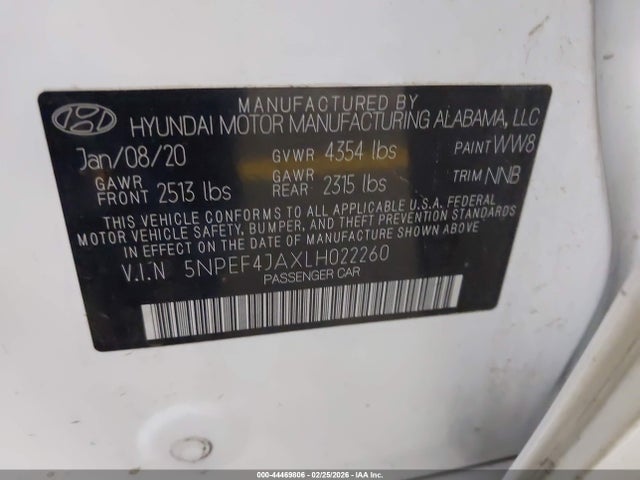 MANUFACTURED BY
HYUNDAI MOTOR MANUFACTURING ALABAMA, LLC
Jan/08/20 GVWR 4354 lbs PAINT WW8
GAWR FRONT 2513 lbs GAWR REAR 2315 lbs TRIM NNB
THIS VEHICLE CONFORMS TO ALL APPLICABLE U.S.A. FEDERAL
MOTOR VEHICLE SAFETY, BUMPER, AND THEFT PREVENTION STANDARDS
IN EFFECT ON THE DATE OF MANUFACTURE SHOWN ABOVE
V.I.N 5NPEF4JAXLH022260
PASSENGER CAR
000-44469806 - 02/25/2026 - IAA Inc.